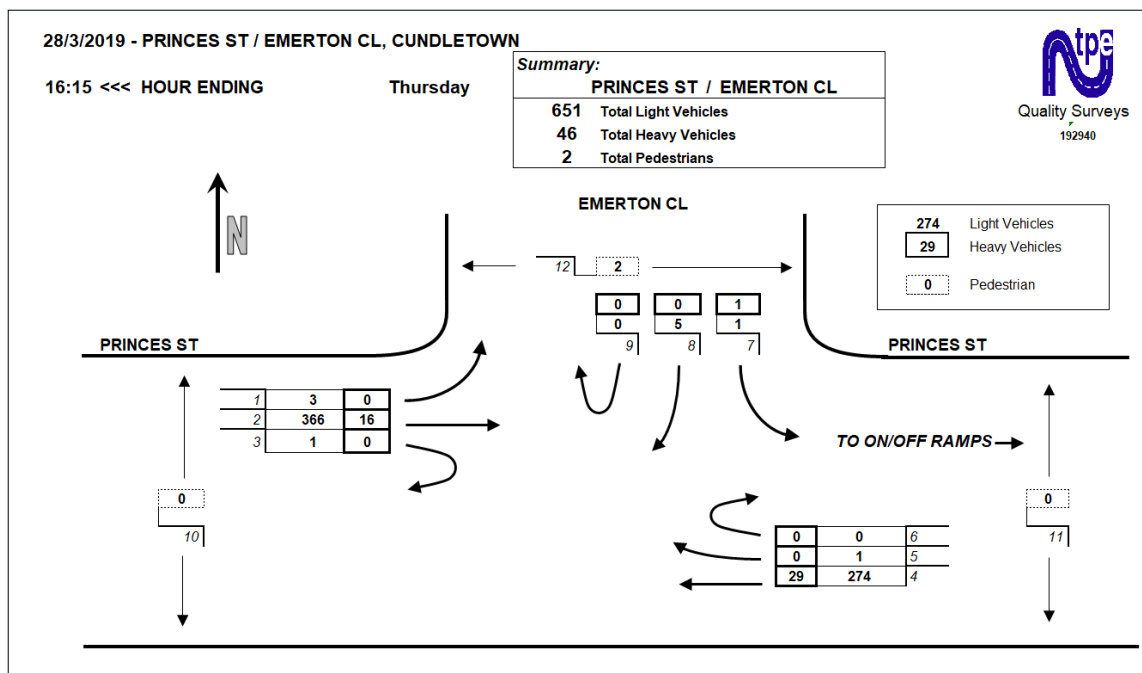 28/3/2019 - PRINCES ST / EMERTON CL, CUNDLETOWN
16:15 <<< HOUR ENDING Thursday
Summary:
PRINCES ST / EMERTON CL
651 Total Light Vehicles
46 Total Heavy Vehicles
2 Total Pedestrians
tpe
Quality Surveys
192940
N
EMERTON CL
274 Light Vehicles
29 Heavy Vehicles
0 Pedestrian
12 2
0 0 1
0 5 1
9 8 7
PRINCES ST
PRINCES ST
1 3 0
2 366 16
3 1 0
TO ON/OFF RAMPS
0
10
0
11
0 0 6
0 1 5
29 274 4